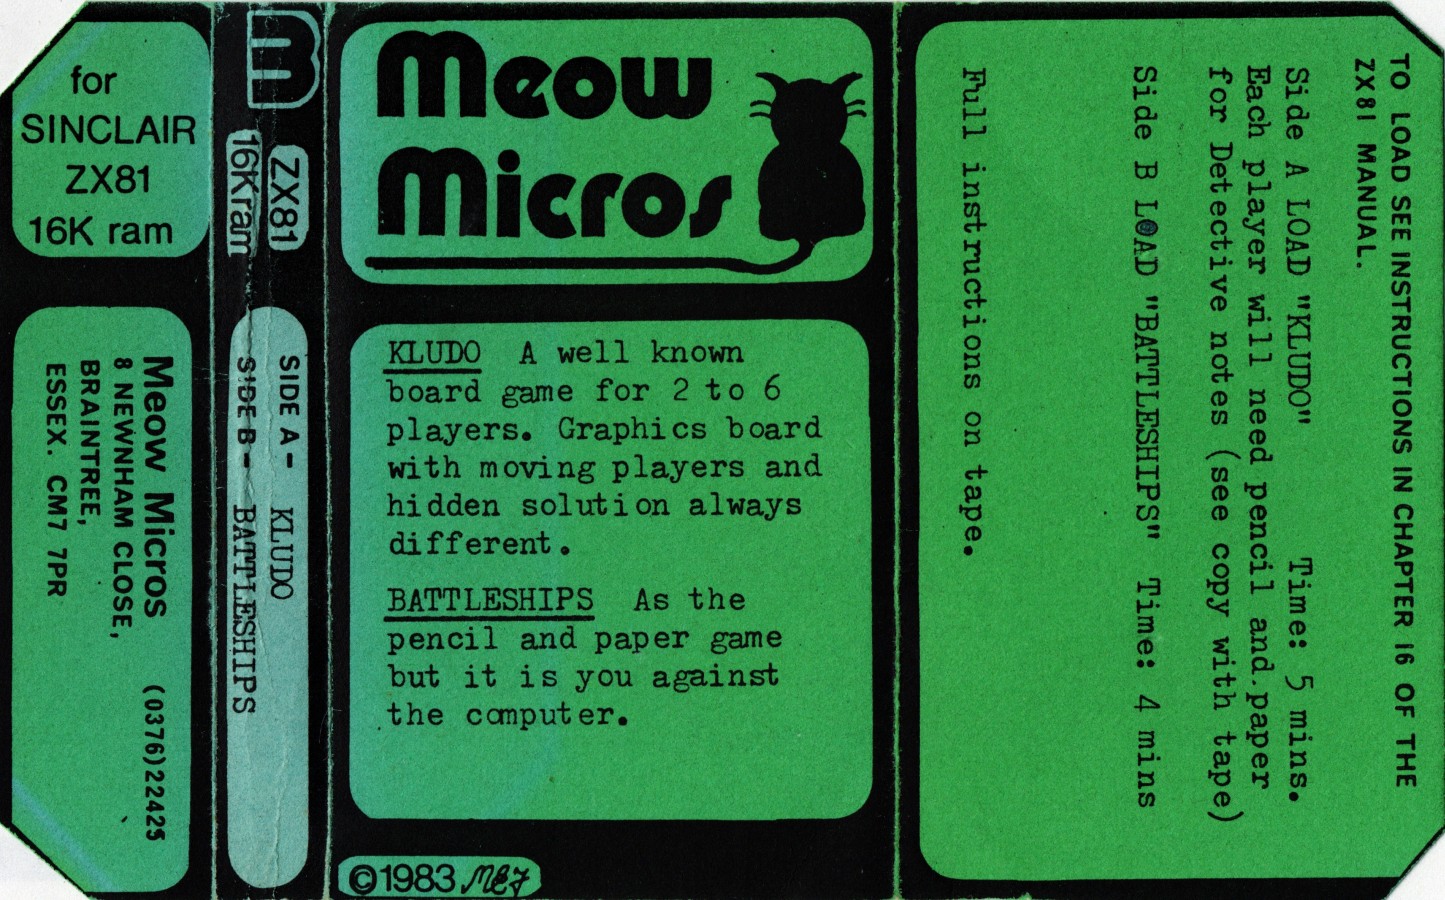 for
SINCLAIR
ZX81
16K ram
Meow Micros (0376)22425
8 NEWNHAM CLOSE,
BRAINTREE,
ESSEX. CM7 7PR
m
ZX81
16K ram
SIDE A - KLUDO
SIDE B - BATTLESHIPS
Meow
Micros
KLUDO A well known
board game for 2 to 6
players. Graphics board
with moving players and
hidden solution always
different.
BATTLESHIPS As the
pencil and paper game
but it is you against
the computer.
©1983 MEJ
TO LOAD SEE INSTRUCTIONS IN CHAPTER 16 OF THE
ZX81 MANUAL.
Side A LOAD "KLUDO" Time: 5 mins.
Each player will need pencil and.paper
for Detective notes (see copy with tape)
Side B LOAD "BATTLESHIPS" Time: 4 mins
Full instructions on tape.